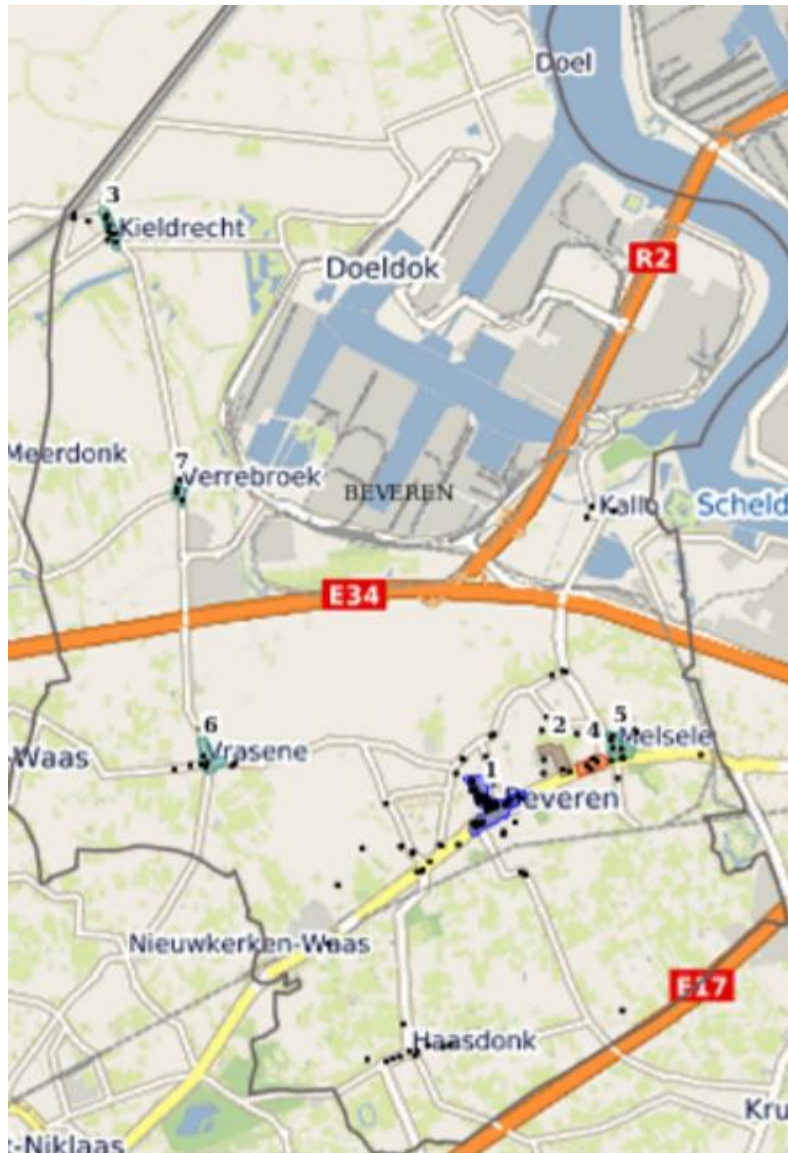 Doel
3
Kieldrecht
R2
Doeldok
Meerdonk
7
Verrebroek
BEVEREN
Kallo
Scheld
E34
6
2
4
5
Vrasene
Melsele
-Waas
1
Beveren
Nieuwkerken-Waas
E17
Haasdonk
Kru
t-Niklaas